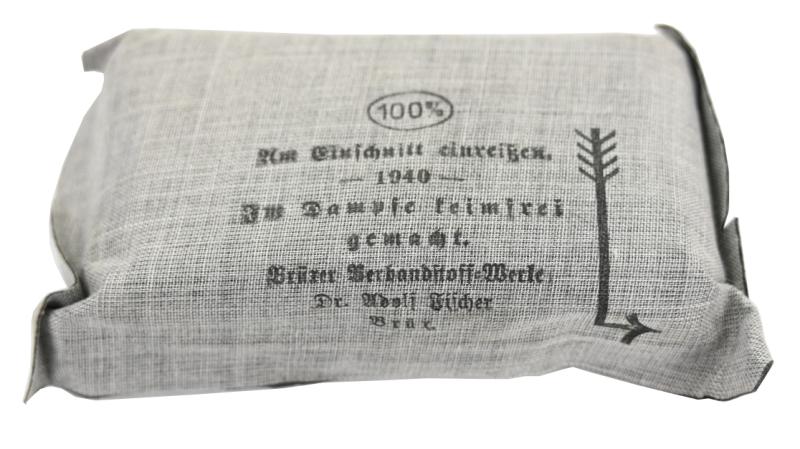 100%
Am Einschnitt einreißen.
— 1940 —
Im Dampfe keimfrei
gemacht.
Brüxer Verbandstoff-Werke,
Dr. Adolf Fischer
Brüx.